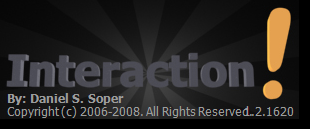 Interaction!
By: Daniel S. Soper
Copyright (c) 2006-2008. All Rights Reserved..2.1620